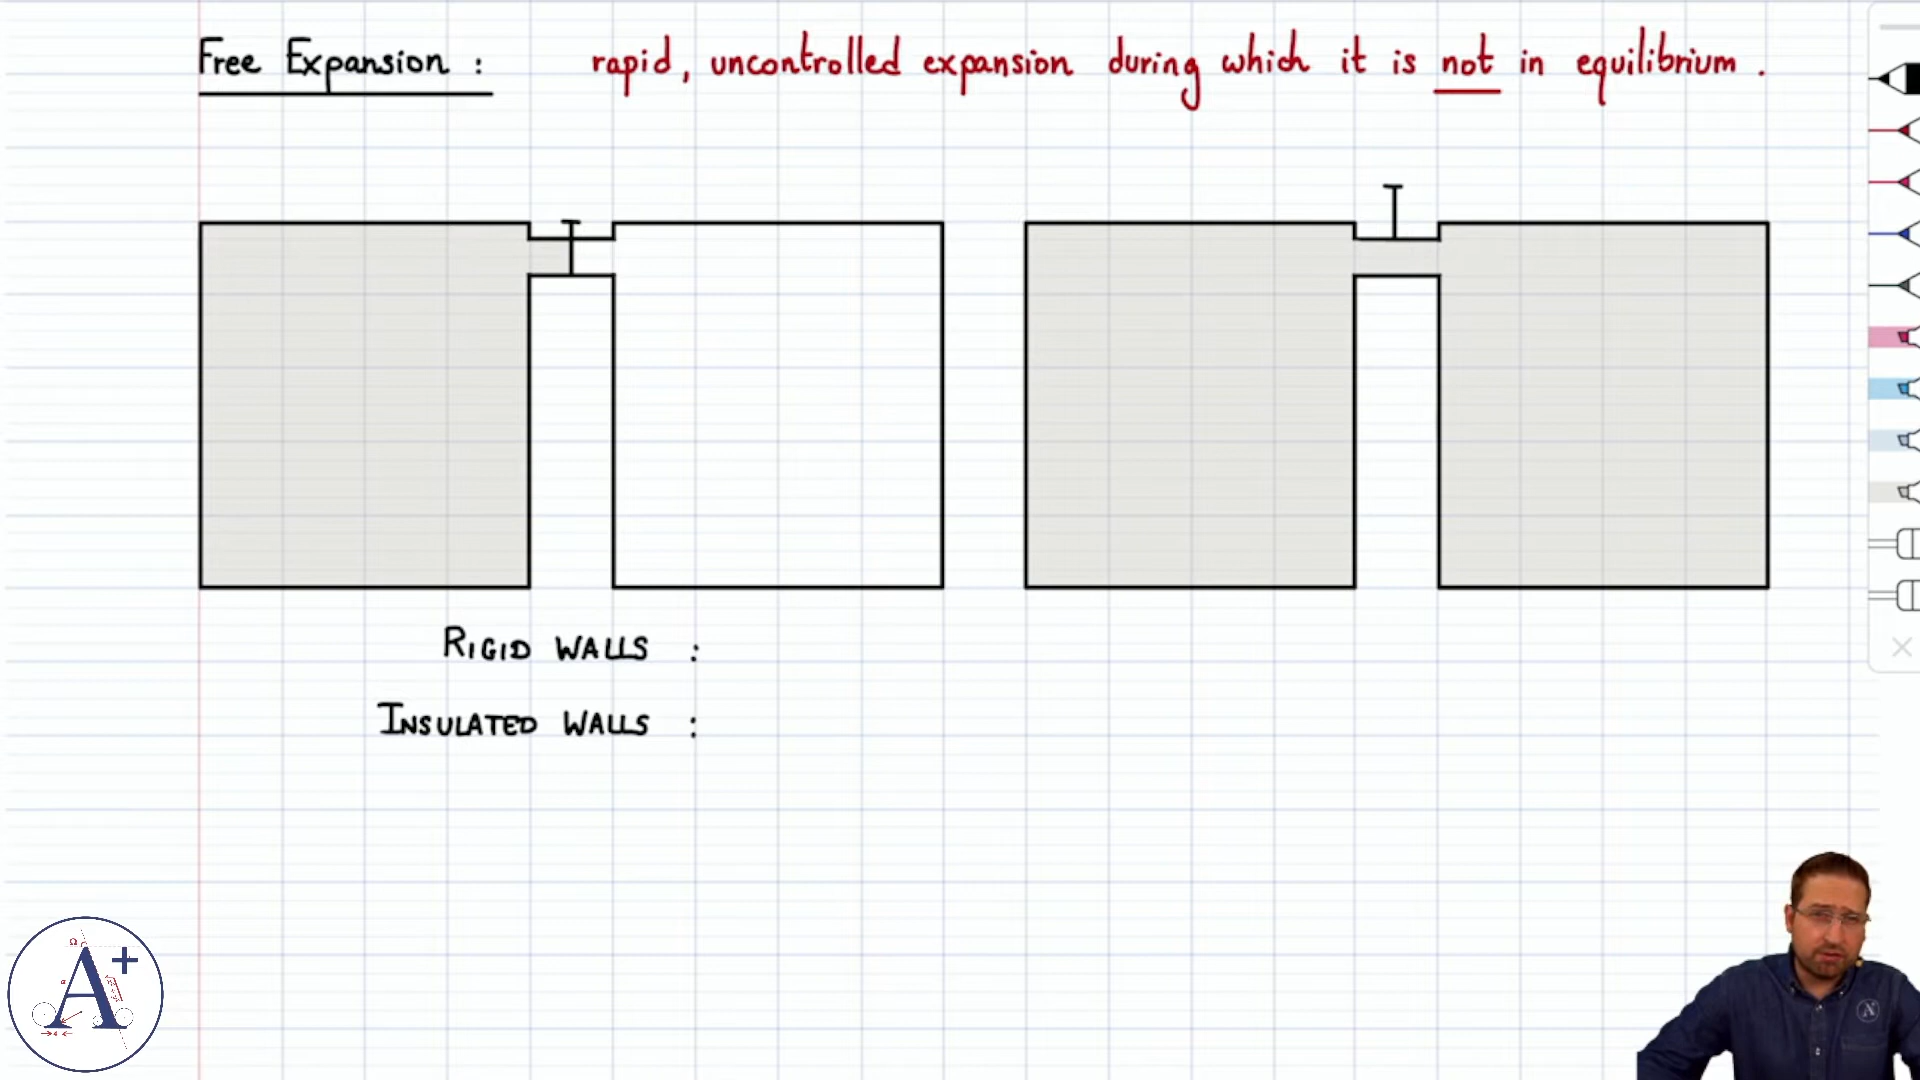 Free Expansion : rapid, uncontrolled expansion during which it is not in equilibrium.
RIGID WALLS :
INSULATED WALLS :
A+